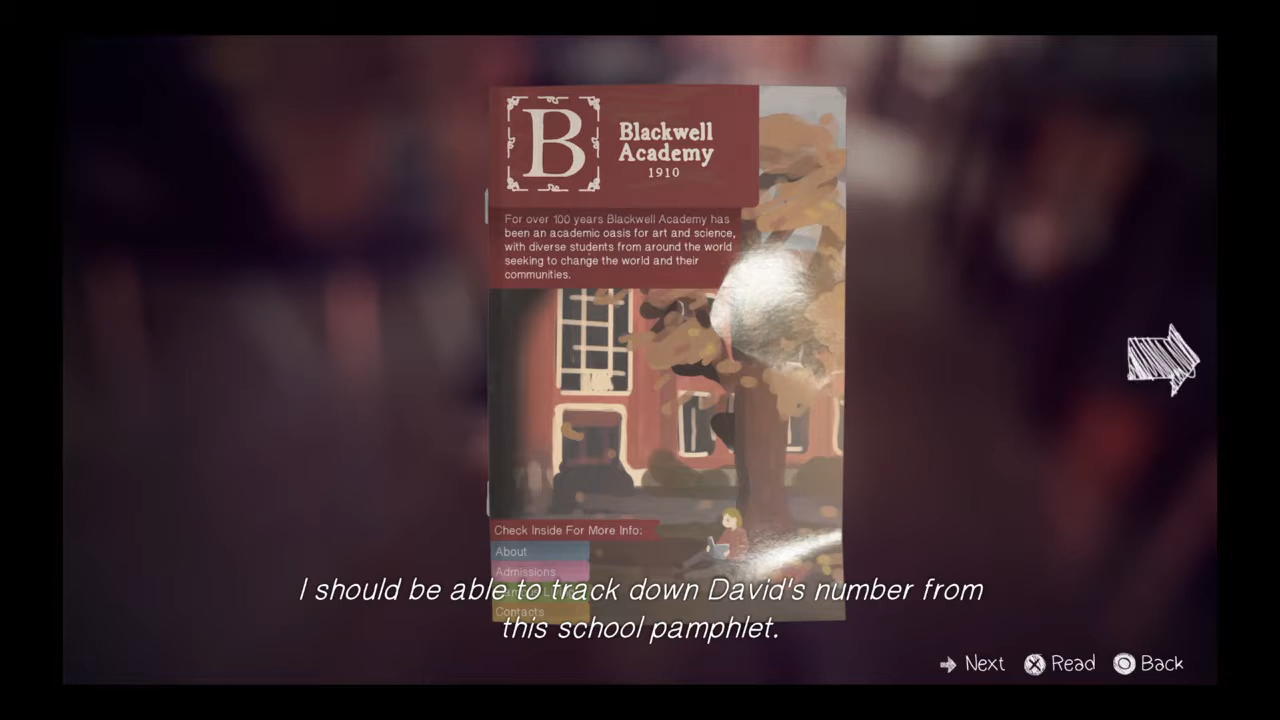 B
Blackwell
Academy
1910
For over 100 years Blackwell Academy has
been an academic oasis for art and science,
with diverse students from around the world
seeking to change the world and their
communities.
Check Inside For More Info:
About
Admissions
Contacts
I should be able to track down David's number from
this school pamphlet.
Next
Read
Back